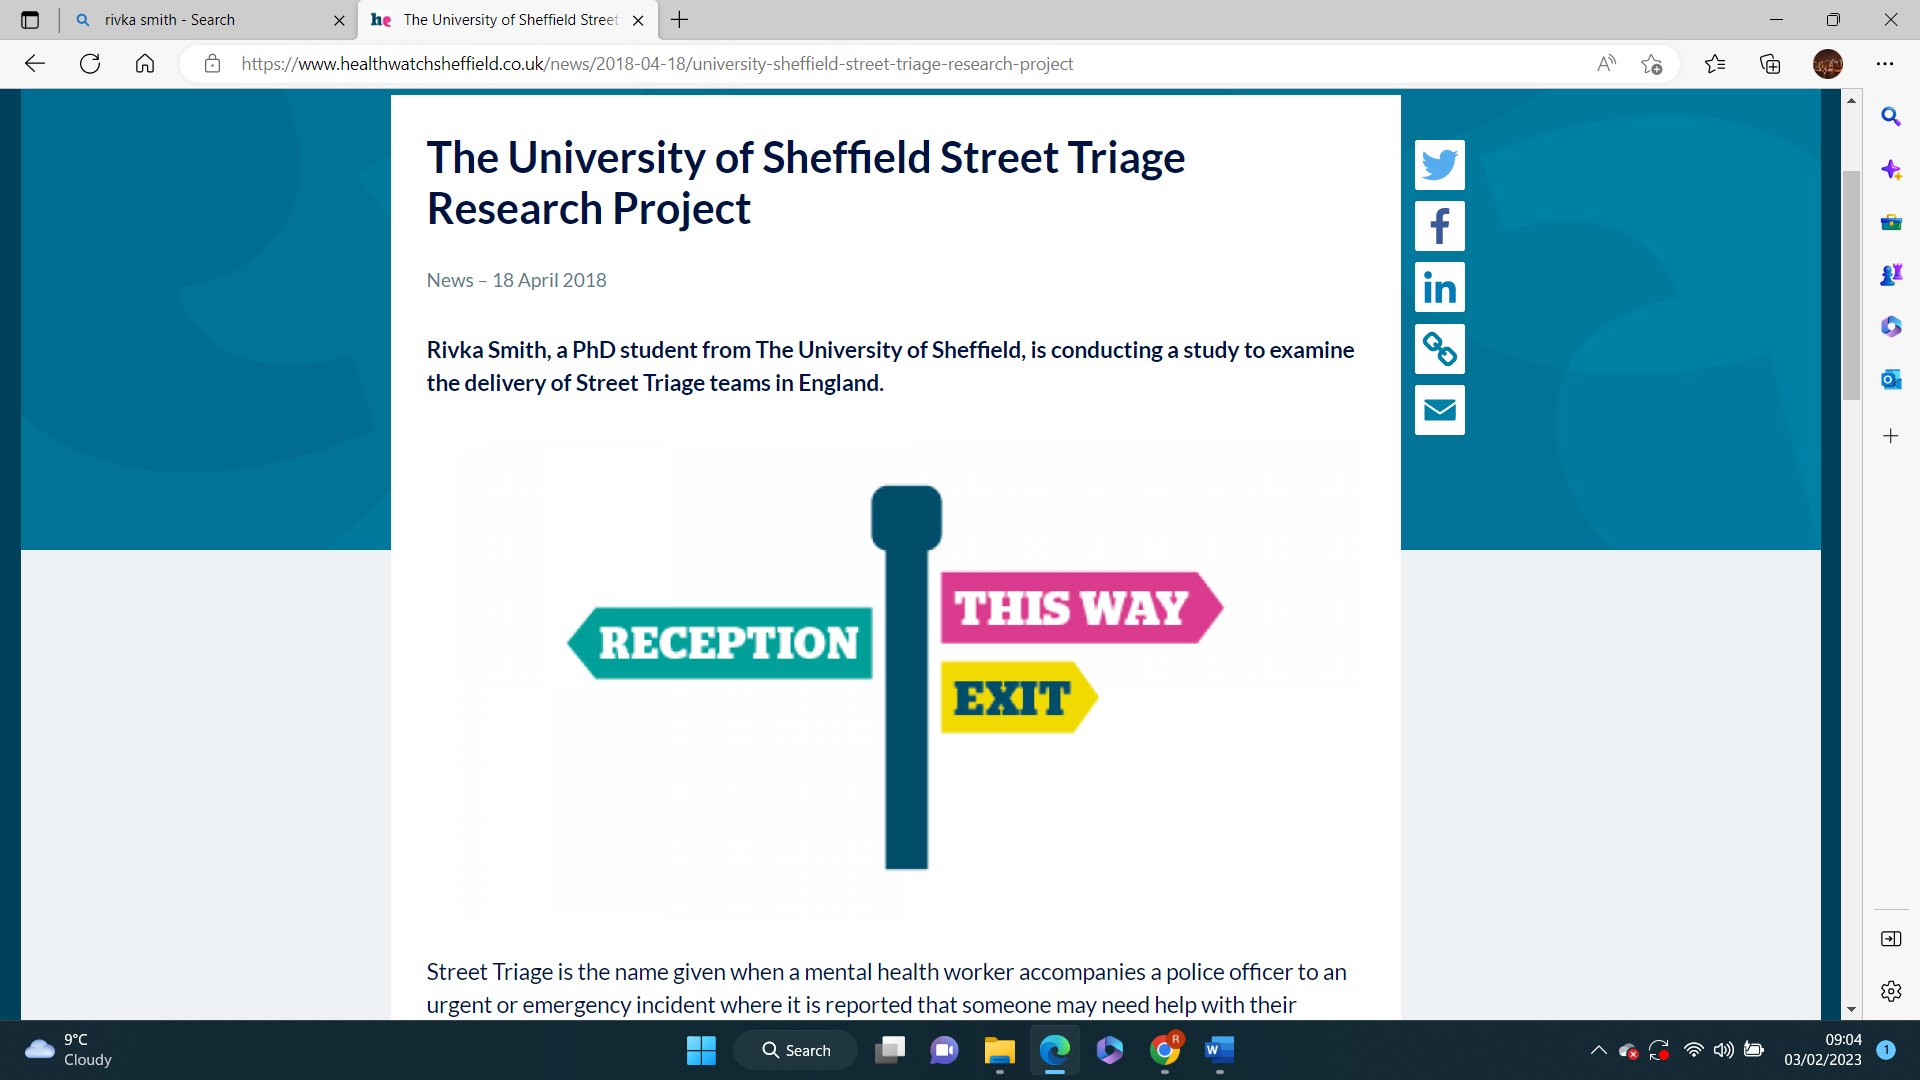 rivka smith - Search
The University of Sheffield Street
https://www.healthwatchsheffield.co.uk/news/2018-04-18/university-sheffield-street-triage-research-project
The University of Sheffield Street Triage
Research Project
News – 18 April 2018
Rivka Smith, a PhD student from The University of Sheffield, is conducting a study to examine
the delivery of Street Triage teams in England.
THIS WAY
RECEPTION
EXIT
Street Triage is the name given when a mental health worker accompanies a police officer to an
urgent or emergency incident where it is reported that someone may need help with their
9°C
Cloudy
Search
09:04
03/02/2023
1